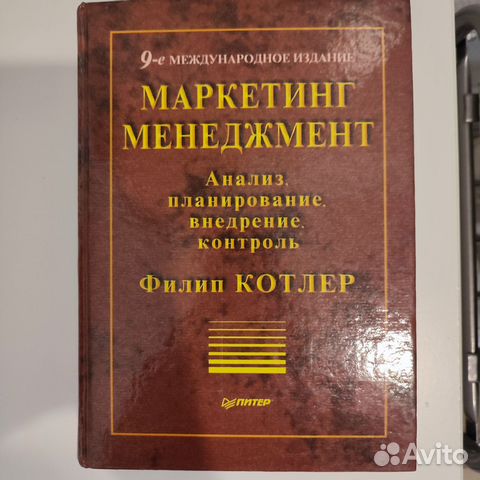 9-е МЕЖДУНАРОДНОЕ ИЗДАНИЕ
МАРКЕТИНГ
МЕНЕДЖМЕНТ
Анализ,
планирование,
внедрение,
контроль
Филип КОТЛЕР
ПИТЕР
Avito